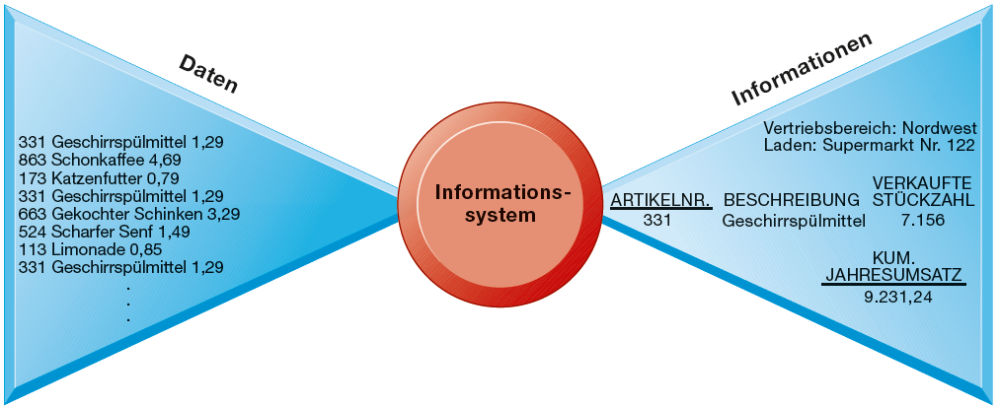 Daten
331 Geschirrspülmittel 1,29
863 Schonkaffee 4,69
173 Katzenfutter 0,79
331 Geschirrspülmittel 1,29
663 Gekochter Schinken 3,29
524 Scharfer Senf 1,49
113 Limonade 0,85
331 Geschirrspülmittel 1,29
.
.
.
Informations-
system
Informationen
Vertriebsbereich: Nordwest
Laden: Supermarkt Nr. 122
VERKAUFTE
ARTIKELNR. BESCHREIBUNG STÜCKZAHL
331 Geschirrspülmittel 7.156
KUM.
JAHRESUMSATZ
9.231,24